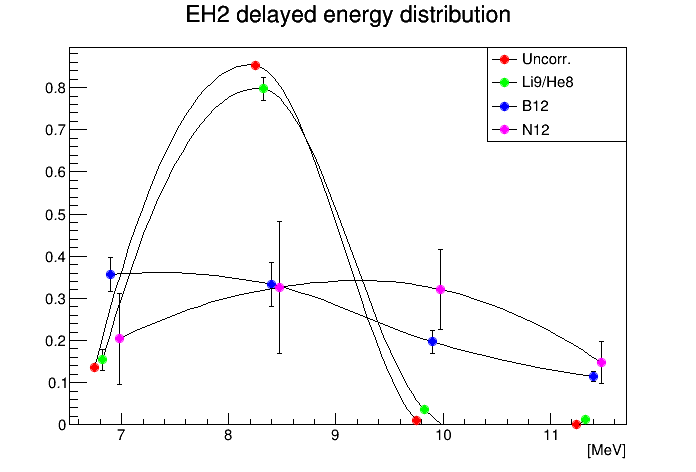 EH2 delayed energy distribution
Uncorr.
Li9/He8
B12
N12
0.8
0.7
0.6
0.5
0.4
0.3
0.2
0.1
0
7 8 9 10 11
[MeV]